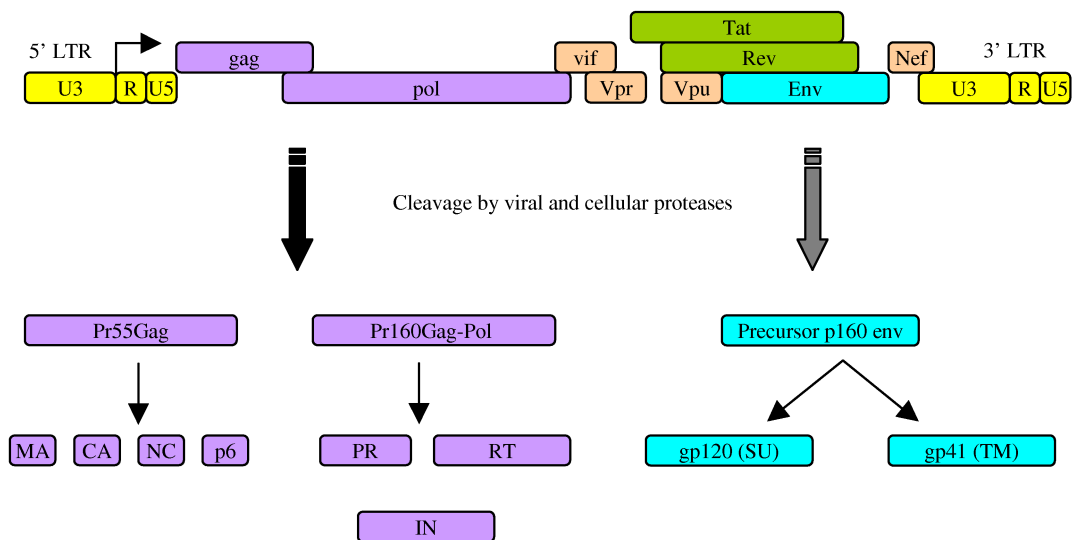 Tat
5’ LTR
gag
vif
Rev
Nef
3’ LTR
U3 R U5
pol
Vpr
Vpu
Env
U3 R U5
Cleavage by viral and cellular proteases
Pr55Gag
Pr160Gag-Pol
Precursor p160 env
MA CA NC p6
PR RT
gp120 (SU)
gp41 (TM)
IN